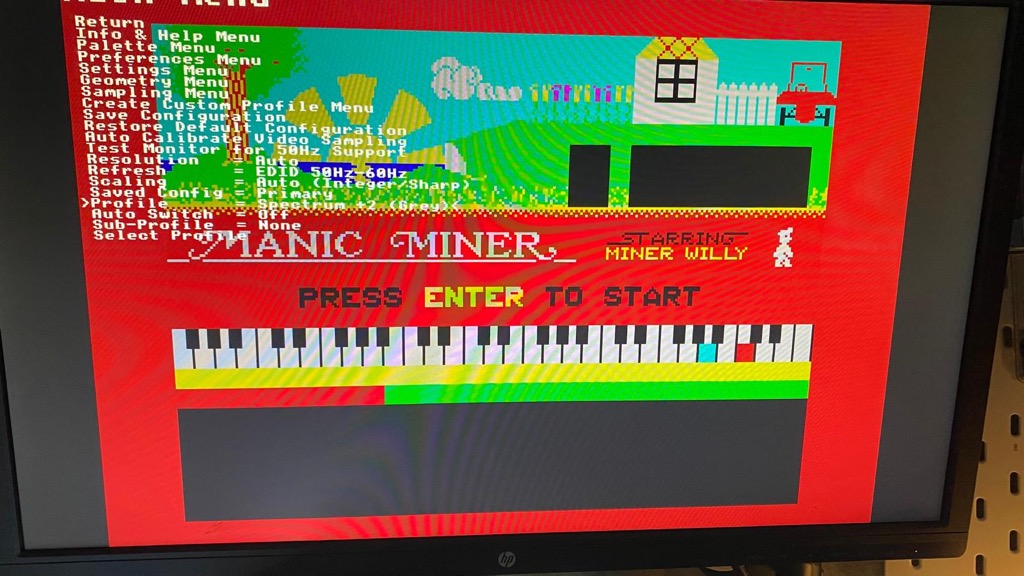 Main Menu
Return
Info & Help Menu
Palette Menu
Preferences Menu
Settings Menu
Geometry Menu
Sampling Menu
Create Custom Profile Menu
Save Configuration
Restore Default Configuration
Auto Calibrate Video Sampling
Test Monitor for 50Hz Support
Resolution = Auto
Refresh = EDID 50Hz-60Hz
Scaling = Auto (Integer/Sharp)
Saved Config = Primary
>Profile = Spectrum +2 (Grey)<
Auto Switch = Off
Sub-Profile = None
Select Profile
MANIC MINER
STARRING
MINER WILLY
PRESS ENTER TO START
hp